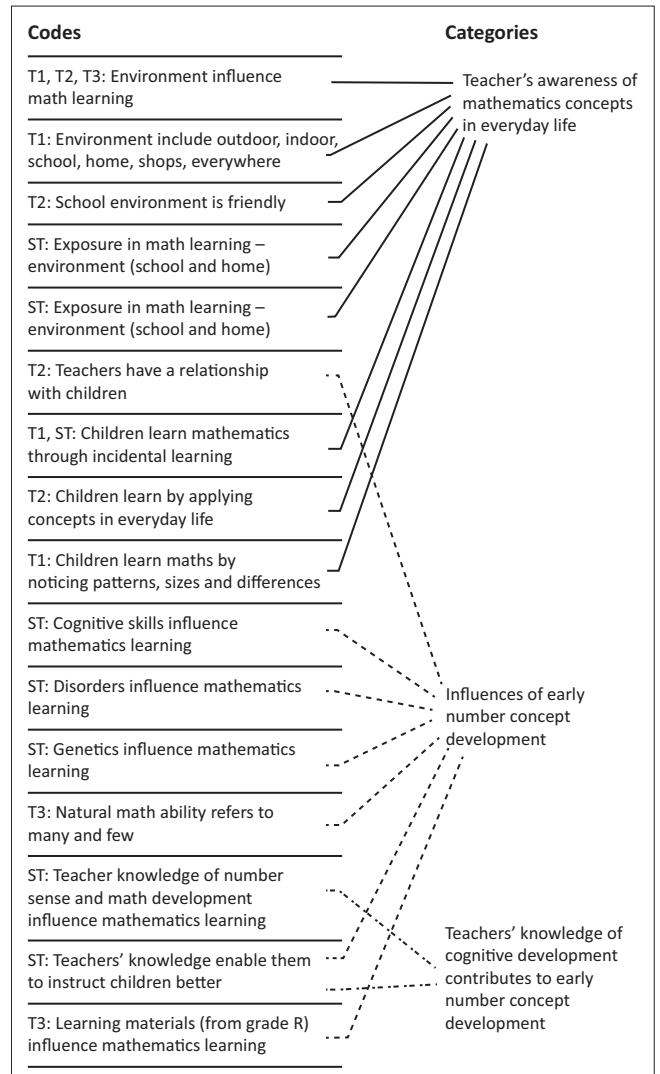 Codes
Categories
T1, T2, T3: Environment influence
math learning
T1: Environment include outdoor, indoor,
school, home, shops, everywhere
T2: School environment is friendly
ST: Exposure in math learning –
environment (school and home)
ST: Exposure in math learning –
environment (school and home)
T2: Teachers have a relationship
with children
T1, ST: Children learn mathematics
through incidental learning
T2: Children learn by applying
concepts in everyday life
T1: Children learn maths by
noticing patterns, sizes and differences
ST: Cognitive skills influence
mathematics learning
ST: Disorders influence mathematics
learning
ST: Genetics influence mathematics
learning
T3: Natural math ability refers to
many and few
ST: Teacher knowledge of number
sense and math development
influence mathematics learning
ST: Teachers’ knowledge enable them
to instruct children better
T3: Learning materials (from grade R)
influence mathematics learning
Teacher’s awareness of
mathematics concepts
in everyday life
Influences of early
number concept
development
Teachers’ knowledge of
cognitive development
contributes to early
number concept
development